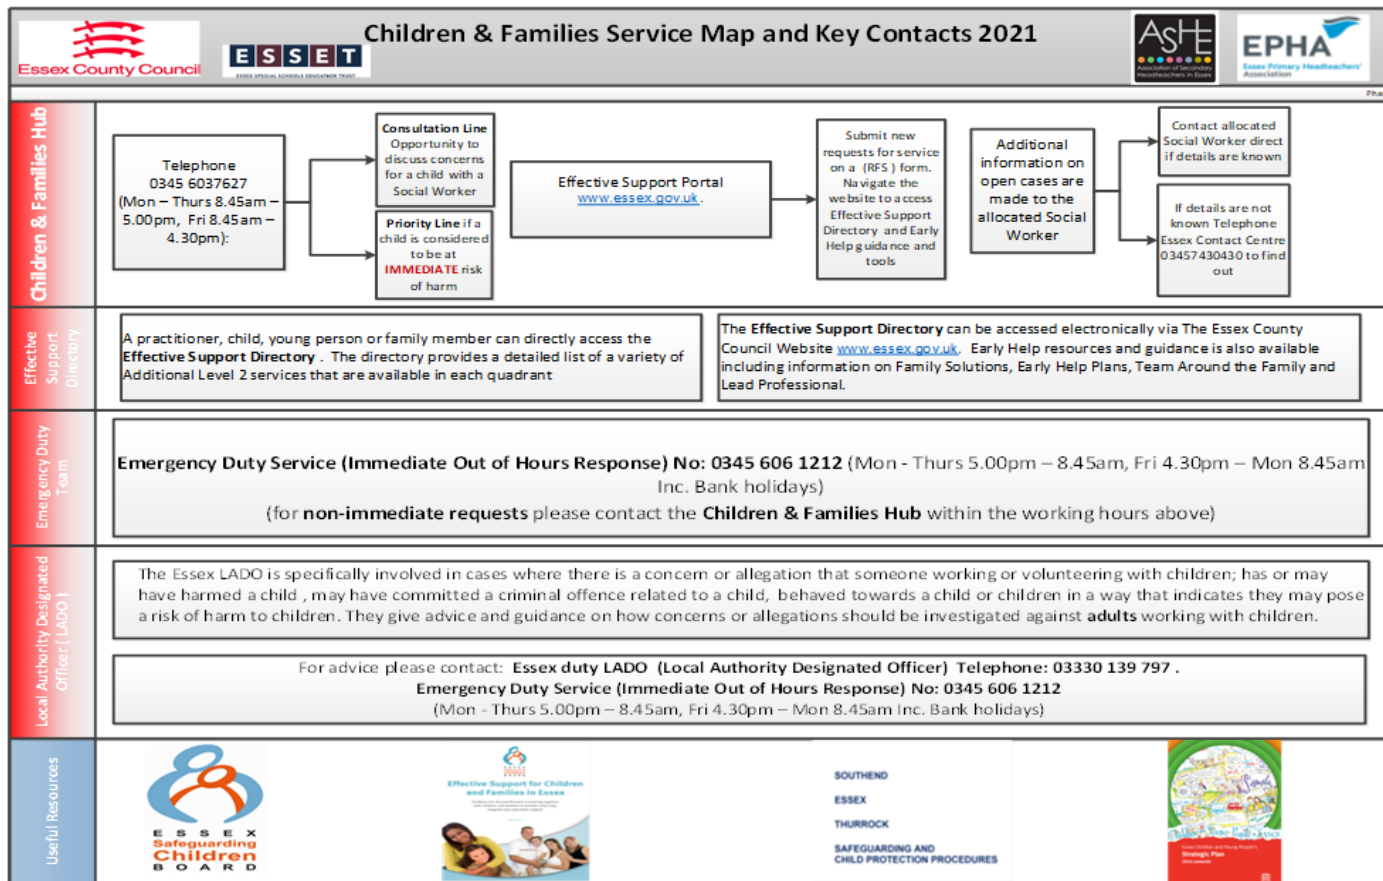 Children & Families Service Map and Key Contacts 2021
Essex County Council
ESSET
ESSEX SPECIAL SCHOOLS EDUCATION TRUST
ASHE
Association of Secondary
Headteachers in Essex
EPHA
Essex Primary Headteachers'
Association
Pha
Children & Families Hub
Telephone
0345 6037627
(Mon – Thurs 8.45am –
5.00pm, Fri 8.45am –
4.30pm):
Consultation Line
Opportunity to
discuss concerns
for a child with a
Social Worker
Priority Line if a
child is considered
to be at
IMMEDIATE risk
of harm
Effective Support Portal
www.essex.gov.uk .
Submit new
requests for service
on a (RFS ) form.
Navigate the
website to access
Effective Support
Directory and Early
Help guidance and
tools
Additional
information on
open cases are
made to the
allocated Social
Worker
Contact allocated
Social Worker direct
if details are known
If details are not
known Telephone
Essex Contact Centre
03457430430 to find
out
Effective
Support
Directory
A practitioner, child, young person or family member can directly access the
Effective Support Directory . The directory provides a detailed list of a variety of
Additional Level 2 services that are available in each quadrant
The Effective Support Directory can be accessed electronically via The Essex County
Council Website www.essex.gov.uk. Early Help resources and guidance is also available
including information on Family Solutions, Early Help Plans, Team Around the Family and
Lead Professional.
Emergency Duty
Team
Emergency Duty Service (Immediate Out of Hours Response) No: 0345 606 1212 (Mon - Thurs 5.00pm – 8.45am, Fri 4.30pm – Mon 8.45am
Inc. Bank holidays)
(for non-immediate requests please contact the Children & Families Hub within the working hours above)
Local Authority Designated
Officer ( LADO )
The Essex LADO is specifically involved in cases where there is a concern or allegation that someone working or volunteering with children; has or may
have harmed a child , may have committed a criminal offence related to a child, behaved towards a child or children in a way that indicates they may pose
a risk of harm to children. They give advice and guidance on how concerns or allegations should be investigated against adults working with children.
For advice please contact: Essex duty LADO (Local Authority Designated Officer) Telephone: 03330 139 797 .
Emergency Duty Service (Immediate Out of Hours Response) No: 0345 606 1212
(Mon - Thurs 5.00pm – 8.45am, Fri 4.30pm – Mon 8.45am Inc. Bank holidays)
Useful Resources
ESSEX
Safeguarding
Children
BOARD
Effective Support for Children
and Families in Essex
SOUTHEND
ESSEX
THURROCK
SAFEGUARDING AND
CHILD PROTECTION PROCEDURES
Essex Children and Young People's
Strategic Plan